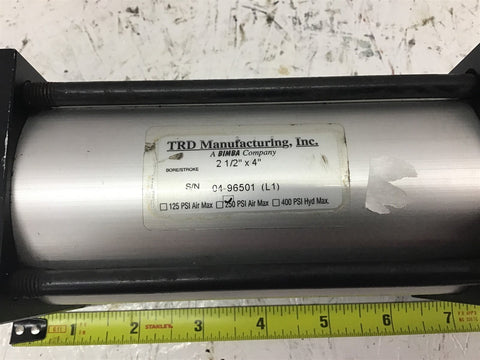 TRD Manufacturing, Inc.
A BIMBA Company
BORE/STROKE 2 1/2" x 4"
S/N 04-96501 (L1)
125 PSI Air Max 250 PSI Air Max 400 PSI Hyd Max.
1 2 STANLEY 3 4 5 6 7